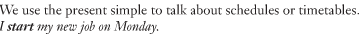 We use the present simple to talk about schedules or timetables.
I start my new job on Monday.